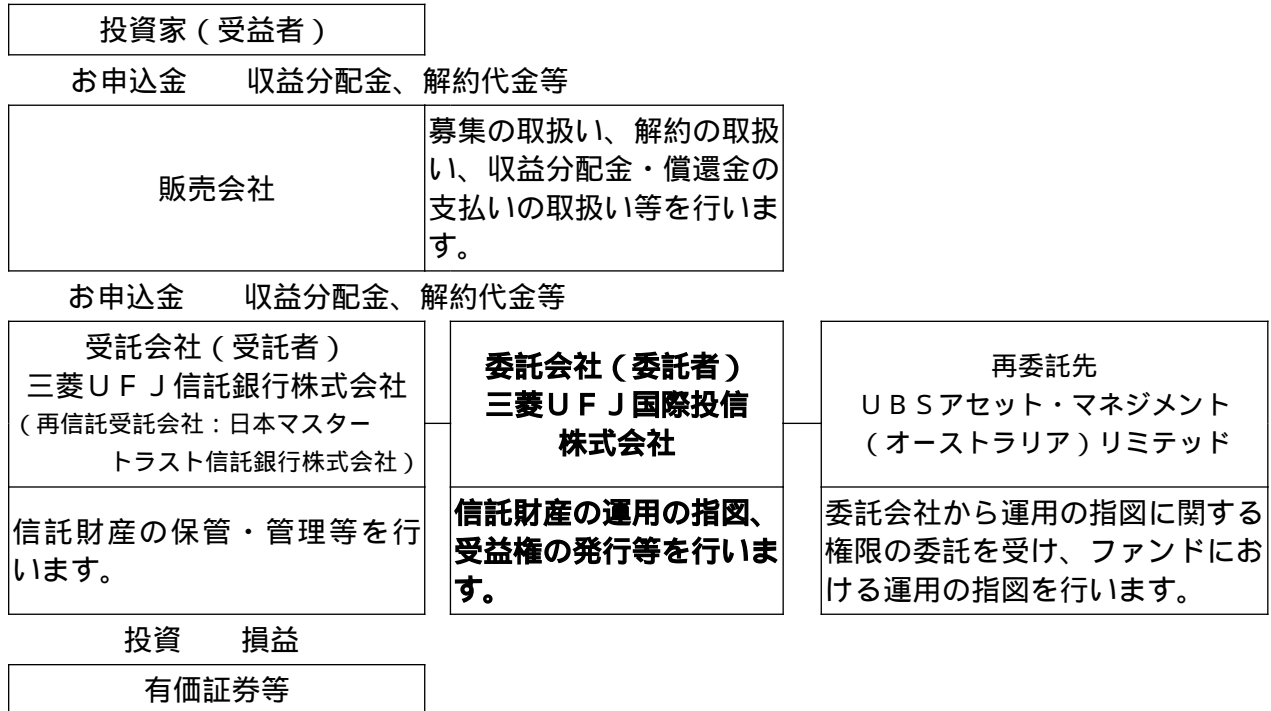 投資家（受益者）
お申込金　収益分配金、解約代金等
販売会社
募集の取扱い、解約の取扱
い、収益分配金・償還金の
支払いの取扱い等を行いま
す。
お申込金　収益分配金、解約代金等
受託会社（受託者）
三菱ＵＦＪ信託銀行株式会社
（再信託受託会社：日本マスター
トラスト信託銀行株式会社）
信託財産の保管・管理等を行
います。
委託会社（委託者）
三菱ＵＦＪ国際投信
株式会社
信託財産の運用の指図、
受益権の発行等を行いま
す。
再委託先
ＵＢＳアセット・マネジメント
（オーストラリア）リミテッド
委託会社から運用の指図に関する
権限の委託を受け、ファンドにお
ける運用の指図を行います。
投資　損益
有価証券等